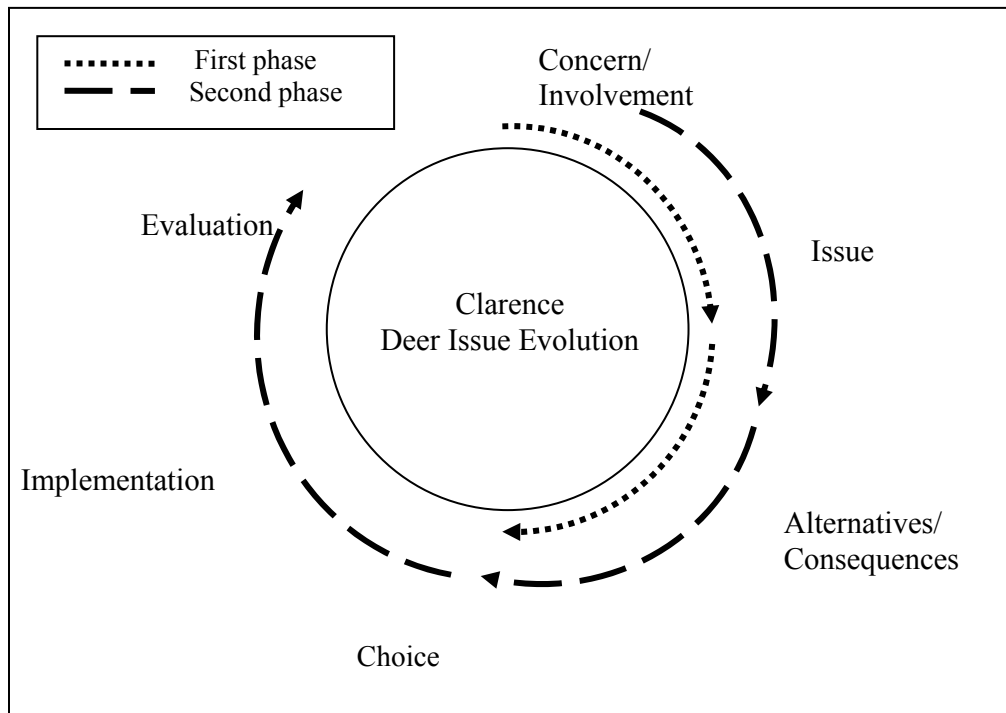 First phase
Second phase
Concern/
Involvement
Evaluation
Issue
Clarence
Deer Issue Evolution
Implementation
Alternatives/
Consequences
Choice